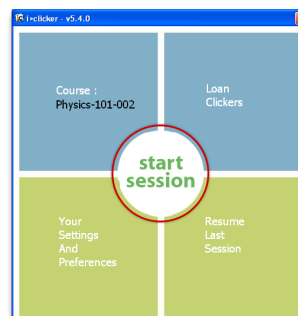 i>clicker - v5.4.0
Course :
Physics-101-002
Loan
Clickers
start
session
Your
Settings
And
Preferences
Resume
Last
Session